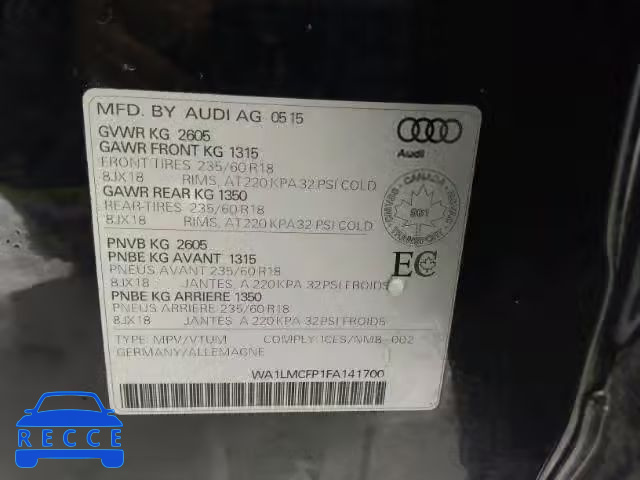 MFD. BY AUDI AG 05 15
GVWR KG 2605
GAWR FRONT KG 1315
FRONT TIRES 235/60 R18
8JX18 RIMS, AT 220 KPA 32 PSI COLD
GAWR REAR KG 1350
REAR-TIRES 235/60 R18
8JX18 RIMS, AT 220 KPA 32 PSI COLD
Audi
CANADA
TRANSPORT
PNVB KG 2605
PNBE KG AVANT 1315
PNEUS AVANT 235/60 R18
8JX18 JANTES, A 220 KPA 32PSI FROIDS
PNBE KG ARRIERE 1350
PNEUS ARRIERE 235/60 R18
8JX18 JANTES, A 220 KPA 32PSI FROIDS
EC
TYPE: MPV/VTUM COMPLY: ICES/NMB-002
GERMANY/ALLEMAGNE
WA1LMCFP1FA141700
RECCE